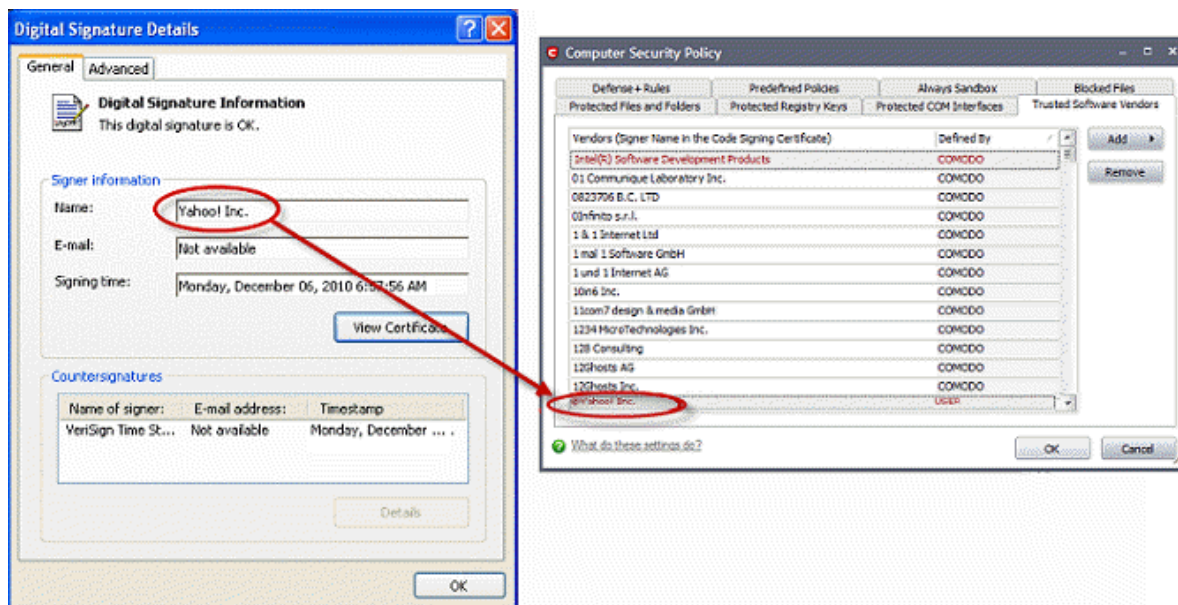 Digital Signature Details
General Advanced
Digital Signature Information
This digital signature is OK.
Signer information
Name: Yahoo! Inc.
E-mail: Not available
Signing time: Monday, December 06, 2010 6:57:56 AM
View Certificate
Countersignatures
Name of signer: E-mail address: Timestamp
VeriSign Time St... Not available Monday, December ... .
Details
OK
Computer Security Policy
Defense+ Rules Predefined Policies Always Sandbox Blocked Files
Protected Files and Folders Protected Registry Keys Protected COM Interfaces Trusted Software Vendors
Vendors (Signer Name in the Code Signing Certificate) Defined By
Intel(R) Software Development Products COMODO
01 Communique Laboratory Inc. COMODO
0823706 B.C. LTD COMODO
0Infinito s.r.l. COMODO
1 & 1 Internet Ltd COMODO
1 mal 1 Software GmbH COMODO
1 und 1 Internet AG COMODO
10n6 Inc. COMODO
11com7 design & media GmbH COMODO
1234 MicroTechnologies Inc. COMODO
128 Consulting COMODO
12Ghosts AG COMODO
12Ghosts Inc. COMODO
Yahoo! Inc. USER
Add
Remove
What do these settings do?
OK Cancel